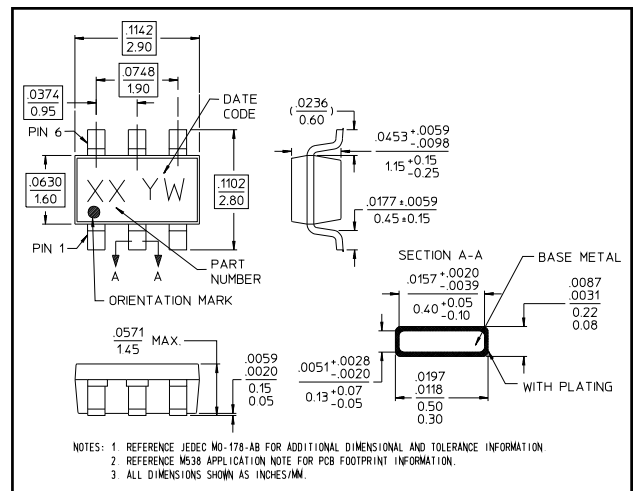 .1142
2.90
.0748
1.90
.0374
0.95
DATE
CODE
PIN 6
XX YW
.0630
1.60
.1102
2.80
PIN 1
A A
PART
NUMBER
ORIENTATION MARK
(.0236
0.60)
.0453 +.0059
-.0098
1.15 +0.15
-0.25
.0177 ±.0059
0.45 ±0.15
SECTION A-A
BASE METAL
.0157 +.0020
-.0039
0.40 +0.05
-0.10
.0087
.0031
0.22
0.08
.0571
1.45 MAX.
.0059
.0020
0.15
0.05
.0051 +.0028
-.0020
0.13 +0.07
-0.05
.0197
.0118
0.50
0.30
WITH PLATING
NOTES: 1. REFERENCE JEDEC MO-178-AB FOR ADDITIONAL DIMENSIONAL AND TOLERANCE INFORMATION.
2. REFERENCE M538 APPLICATION NOTE FOR PCB FOOTPRINT INFORMATION.
3. ALL DIMENSIONS SHOWN AS INCHES/MM.